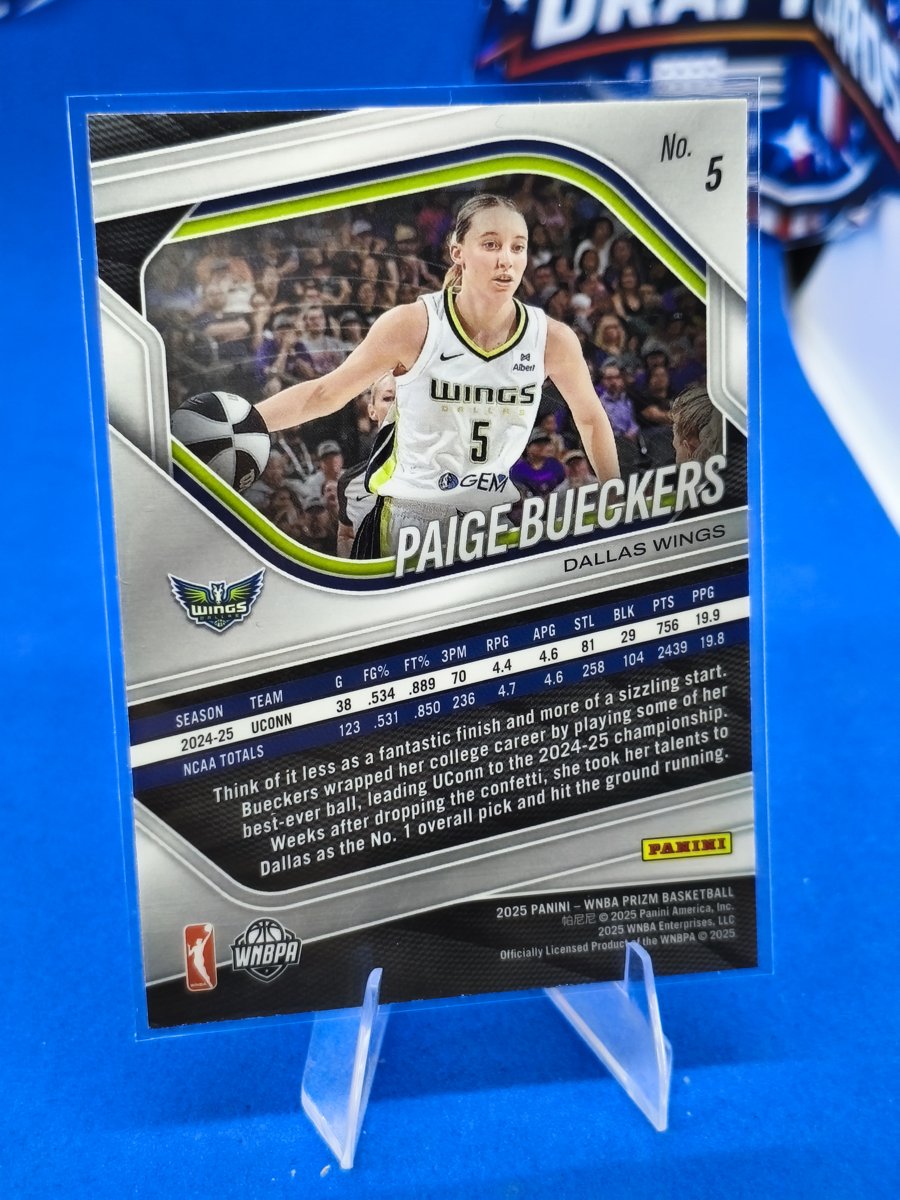 DRAFT
CARDS
No. 5
Albert
WINGS
DALLAS
5
GEM
PAIGE BUECKERS
DALLAS WINGS
WINGS
DALLAS
SEASON TEAM G FG% FT% 3PM RPG APG STL BLK PTS PPG
2024-25 UCONN 38 .534 .889 70 4.4 4.6 81 29 756 19.9
NCAA TOTALS 123 .531 .850 236 4.7 4.6 258 104 2439 19.8
Think of it less as a fantastic finish and more of a sizzling start.
Bueckers wrapped her college career by playing some of her
best-ever ball, leading UConn to the 2024-25 championship.
Weeks after dropping the confetti, she took her talents to
Dallas as the No. 1 overall pick and hit the ground running.
PANINI
2025 PANINI – WNBA PRIZM BASKETBALL
帕尼尼 © 2025 Panini America, Inc.
2025 WNBA Enterprises, LLC
Officially Licensed Product of the WNBPA © 2025
WNBPA